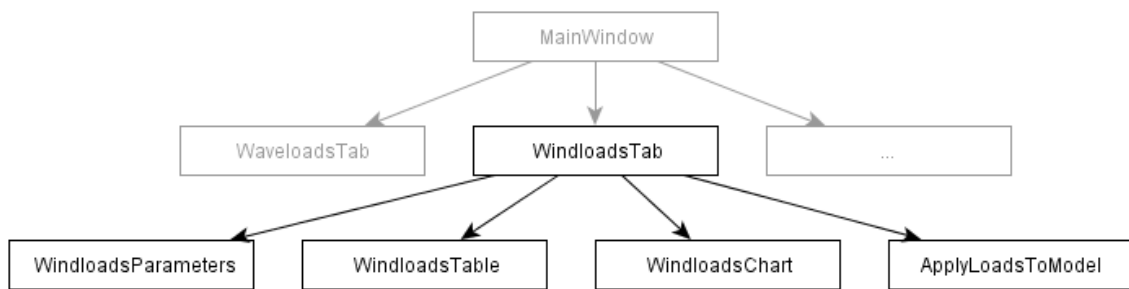 MainWindow
WaveloadsTab
WindloadsTab
...
WindloadsParameters
WindloadsTable
WindloadsChart
ApplyLoadsToModel